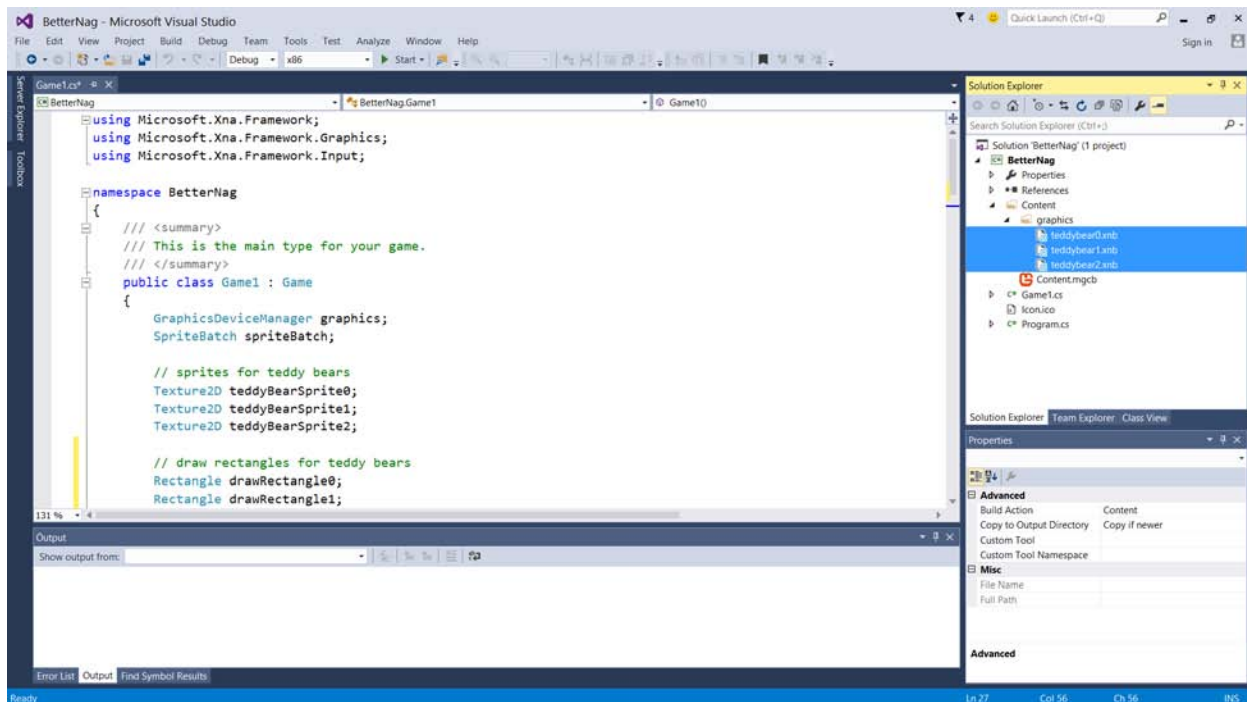 BetterNag - Microsoft Visual Studio
4
Quick Launch (Ctrl+Q)
File Edit View Project Build Debug Team Tools Test Analyze Window Help
Sign in
Debug x86 Start
Server Explorer
Toolbox
Game1.cs*
BetterNag
BetterNag.Game1
Game1()
using Microsoft.Xna.Framework;
using Microsoft.Xna.Framework.Graphics;
using Microsoft.Xna.Framework.Input;
namespace BetterNag
{
/// <summary>
/// This is the main type for your game.
/// </summary>
public class Game1 : Game
{
GraphicsDeviceManager graphics;
SpriteBatch spriteBatch;
// sprites for teddy bears
Texture2D teddyBearSprite0;
Texture2D teddyBearSprite1;
Texture2D teddyBearSprite2;
// draw rectangles for teddy bears
Rectangle drawRectangle0;
Rectangle drawRectangle1;
131 %
Output
Show output from:
Error List Output Find Symbol Results
Solution Explorer
Search Solution Explorer (Ctrl+;)
Solution 'BetterNag' (1 project)
BetterNag
Properties
References
Content
graphics
teddybear0.xnb
teddybear1.xnb
teddybear2.xnb
Content.mgcb
Game1.cs
Icon.ico
Program.cs
Solution Explorer Team Explorer Class View
Properties
Advanced
Build Action Content
Copy to Output Directory Copy if newer
Custom Tool
Custom Tool Namespace
Misc
File Name
Full Path
Advanced
Ready Ln 27 Col 56 Ch 56 INS